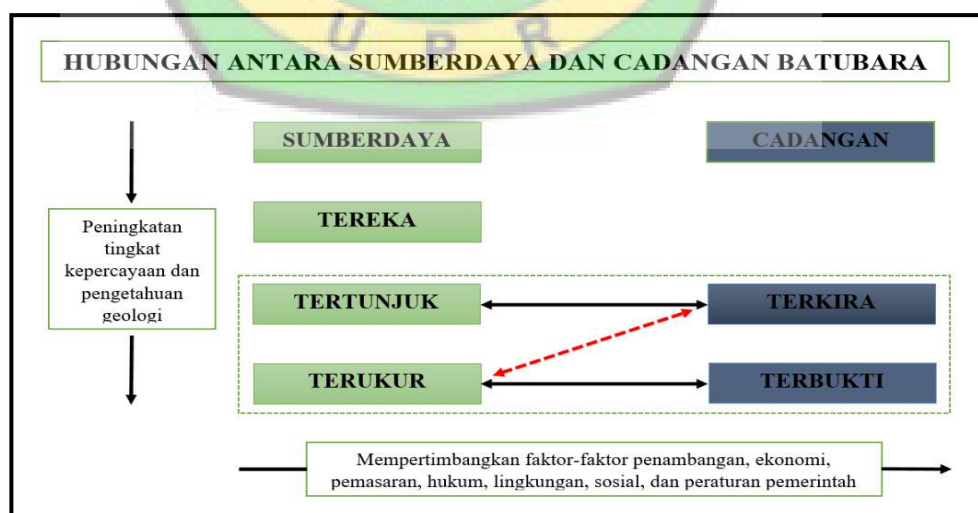 U P R
HUBUNGAN ANTARA SUMBERDAYA DAN CADANGAN BATUBARA
SUMBERDAYA
CADANGAN
Peningkatan
tingkat
kepercayaan dan
pengetahuan
geologi
TEREKA
TERTUNJUK
TERKIRA
TERUKUR
TERBUKTI
Mempertimbangkan faktor-faktor penambangan, ekonomi,
pemasaran, hukum, lingkungan, sosial, dan peraturan pemerintah